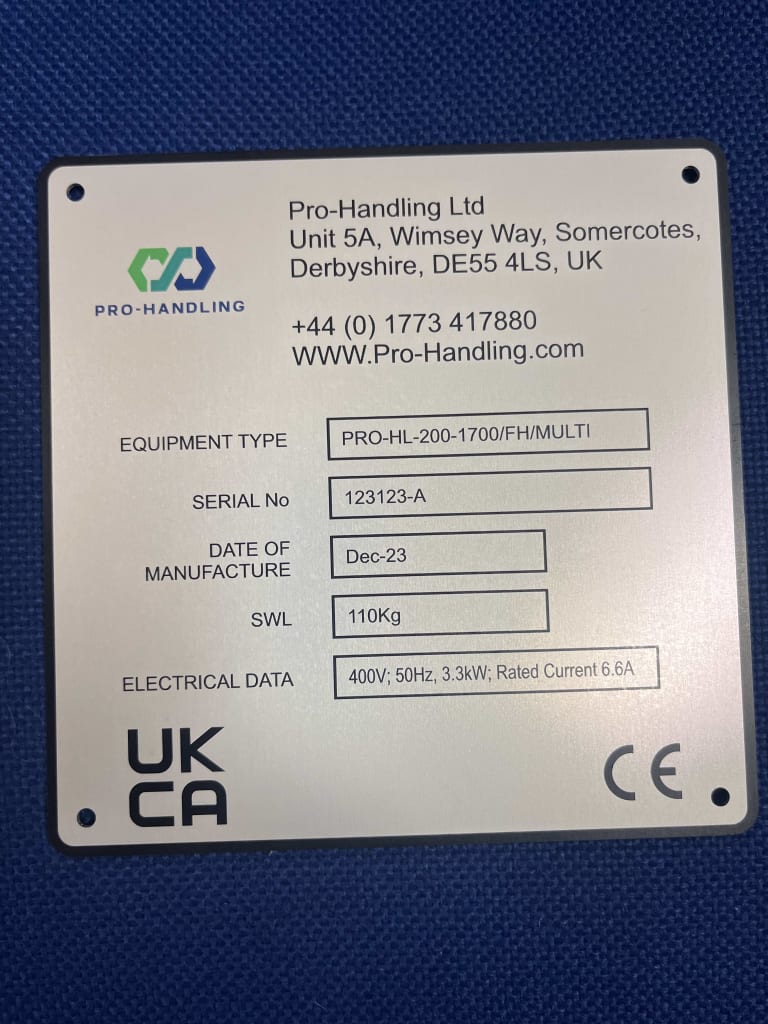 Pro-Handling Ltd
Unit 5A, Wimsey Way, Somercotes,
Derbyshire, DE55 4LS, UK
PRO-HANDLING
+44 (0) 1773 417880
WWW.Pro-Handling.com
EQUIPMENT TYPE PRO-HL-200-1700/FH/MULTI
SERIAL No 123123-A
DATE OF
MANUFACTURE Dec-23
SWL 110Kg
ELECTRICAL DATA 400V; 50Hz, 3.3kW; Rated Current 6.6A
UK
CA
CE